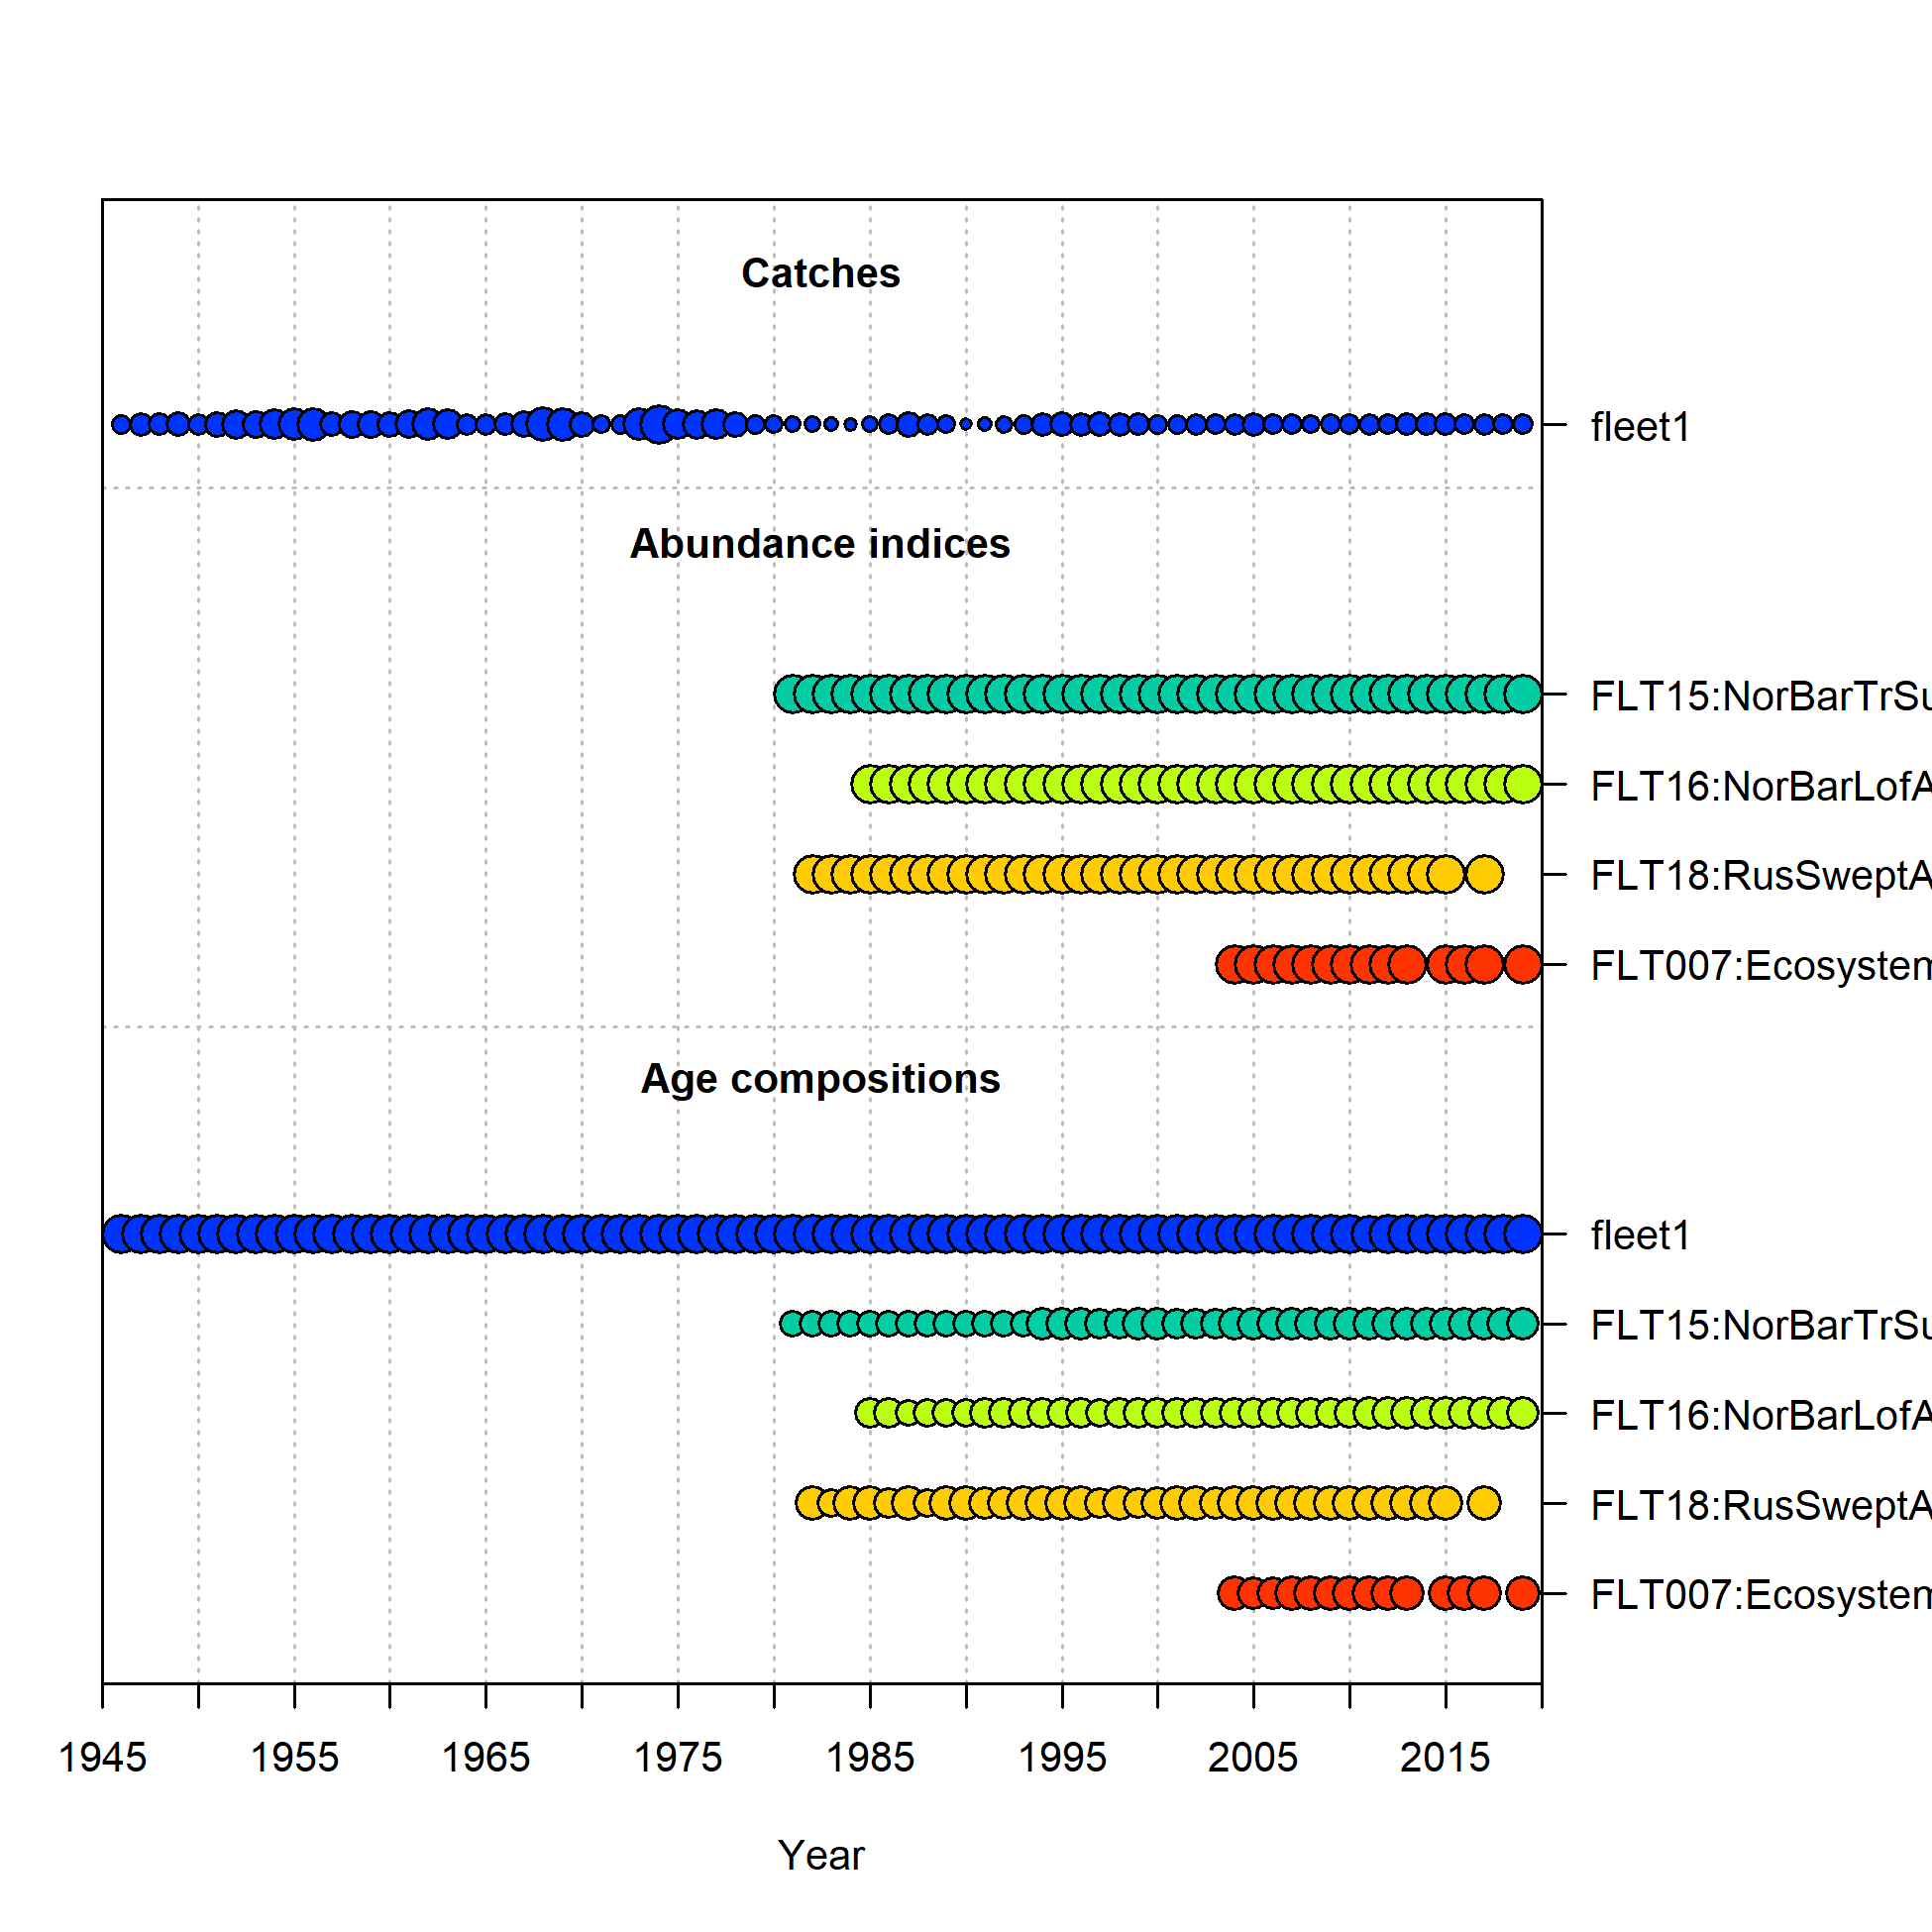 Catches
fleet1
Abundance indices
FLT15:NorBarTrSu
FLT16:NorBarLofA
FLT18:RusSweptA
FLT007:Ecosystem
Age compositions
fleet1
FLT15:NorBarTrSu
FLT16:NorBarLofA
FLT18:RusSweptA
FLT007:Ecosystem
1945 1955 1965 1975 1985 1995 2005 2015
Year